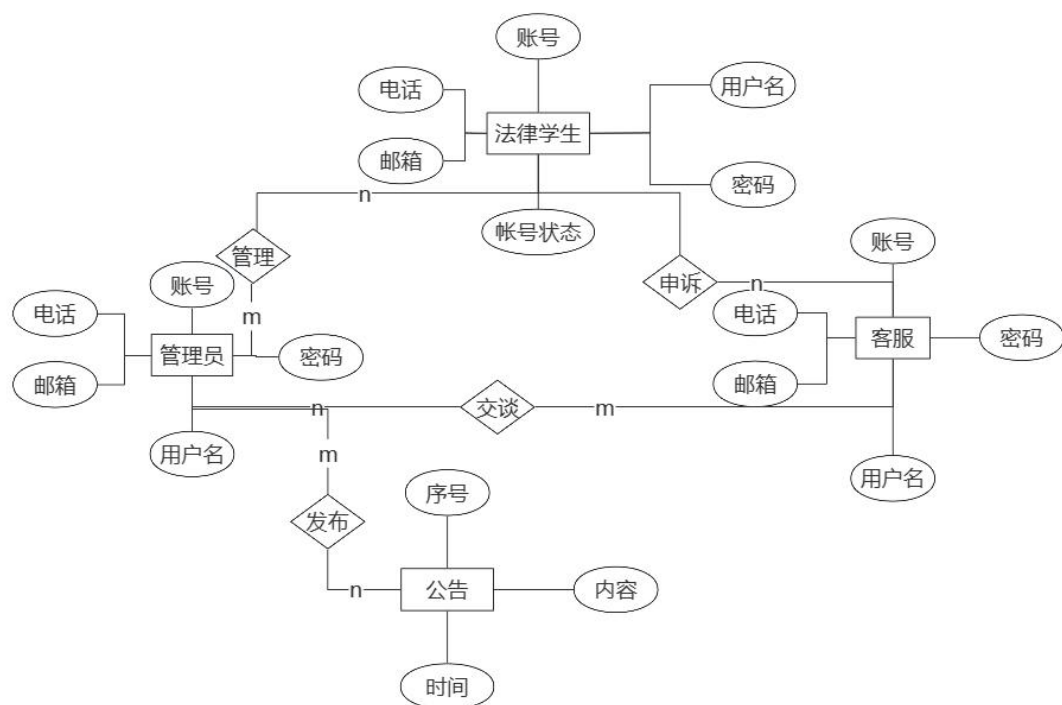 账号
电话
用户名
法律学生
邮箱
密码
n
帐号状态
管理
账号
申诉
n
账号
电话
m
电话
管理员
密码
客服
密码
邮箱
邮箱
n
交谈
m
用户名
m
用户名
序号
发布
n
公告
内容
时间